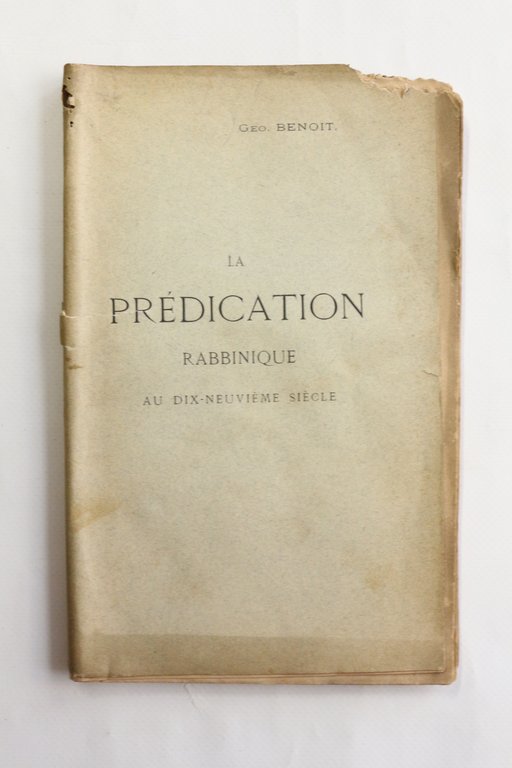 Geo. BENOIT.
LA
PRÉDICATION
RABBINIQUE
AU DIX-NEUVIÈME SIÈCLE